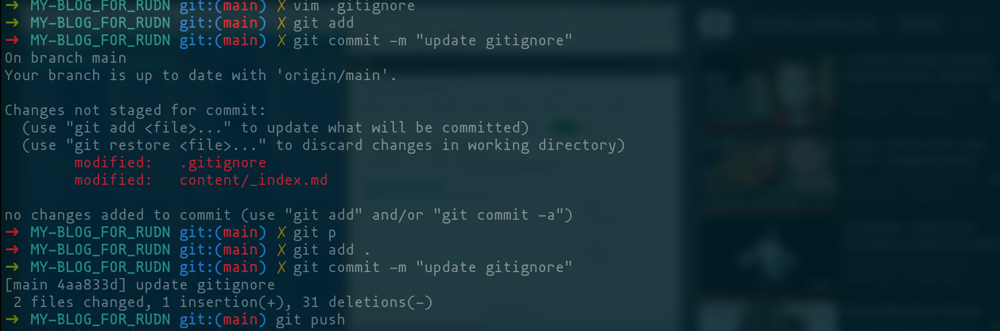 ➜ MY-BLOG_FOR_RUDN git:(main) ✗ vim .gitignore
➜ MY-BLOG_FOR_RUDN git:(main) ✗ git add
➜ MY-BLOG_FOR_RUDN git:(main) ✗ git commit -m "update gitignore"
On branch main
Your branch is up to date with 'origin/main'.

Changes not staged for commit:
  (use "git add <file>..." to update what will be committed)
  (use "git restore <file>..." to discard changes in working directory)
        modified:   .gitignore
        modified:   content/_index.md

no changes added to commit (use "git add" and/or "git commit -a")
➜ MY-BLOG_FOR_RUDN git:(main) ✗ git p
➜ MY-BLOG_FOR_RUDN git:(main) ✗ git add .
➜ MY-BLOG_FOR_RUDN git:(main) ✗ git commit -m "update gitignore"
[main 4aa833d] update gitignore
 2 files changed, 1 insertion(+), 31 deletions(-)
➜ MY-BLOG_FOR_RUDN git:(main) git push